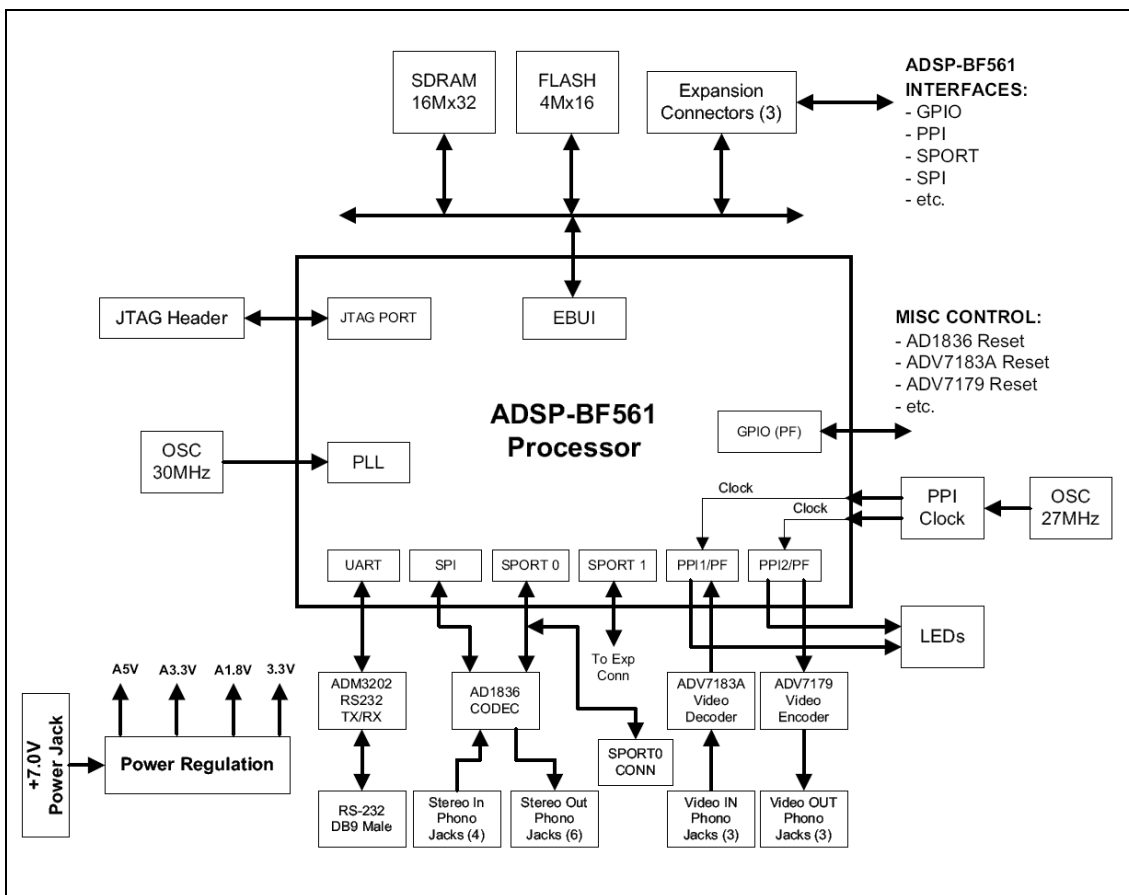 SDRAM
16Mx32
FLASH
4Mx16
Expansion
Connectors (3)
ADSP-BF561
INTERFACES:
- GPIO
- PPI
- SPORT
- SPI
- etc.
JTAG Header
JTAG PORT
EBUI
MISC CONTROL:
- AD1836 Reset
- ADV7183A Reset
- ADV7179 Reset
- etc.
ADSP-BF561
Processor
GPIO (PF)
OSC
30MHz
PLL
Clock
Clock
PPI
Clock
OSC
27MHz
UART
SPI
SPORT 0
SPORT 1
PPI1/PF
PPI2/PF
LEDs
To Exp
Conn
A5V
A3.3V
A1.8V
3.3V
ADM3202
RS232
TX/RX
AD1836
CODEC
ADV7183A
Video
Decoder
ADV7179
Video
Encoder
+7.0V
Power Jack
Power Regulation
SPORT0
CONN
RS-232
DB9 Male
Stereo In
Phono
Jacks (4)
Stereo Out
Phono
Jacks (6)
Video IN
Phono
Jacks (3)
Video OUT
Phono
Jacks (3)